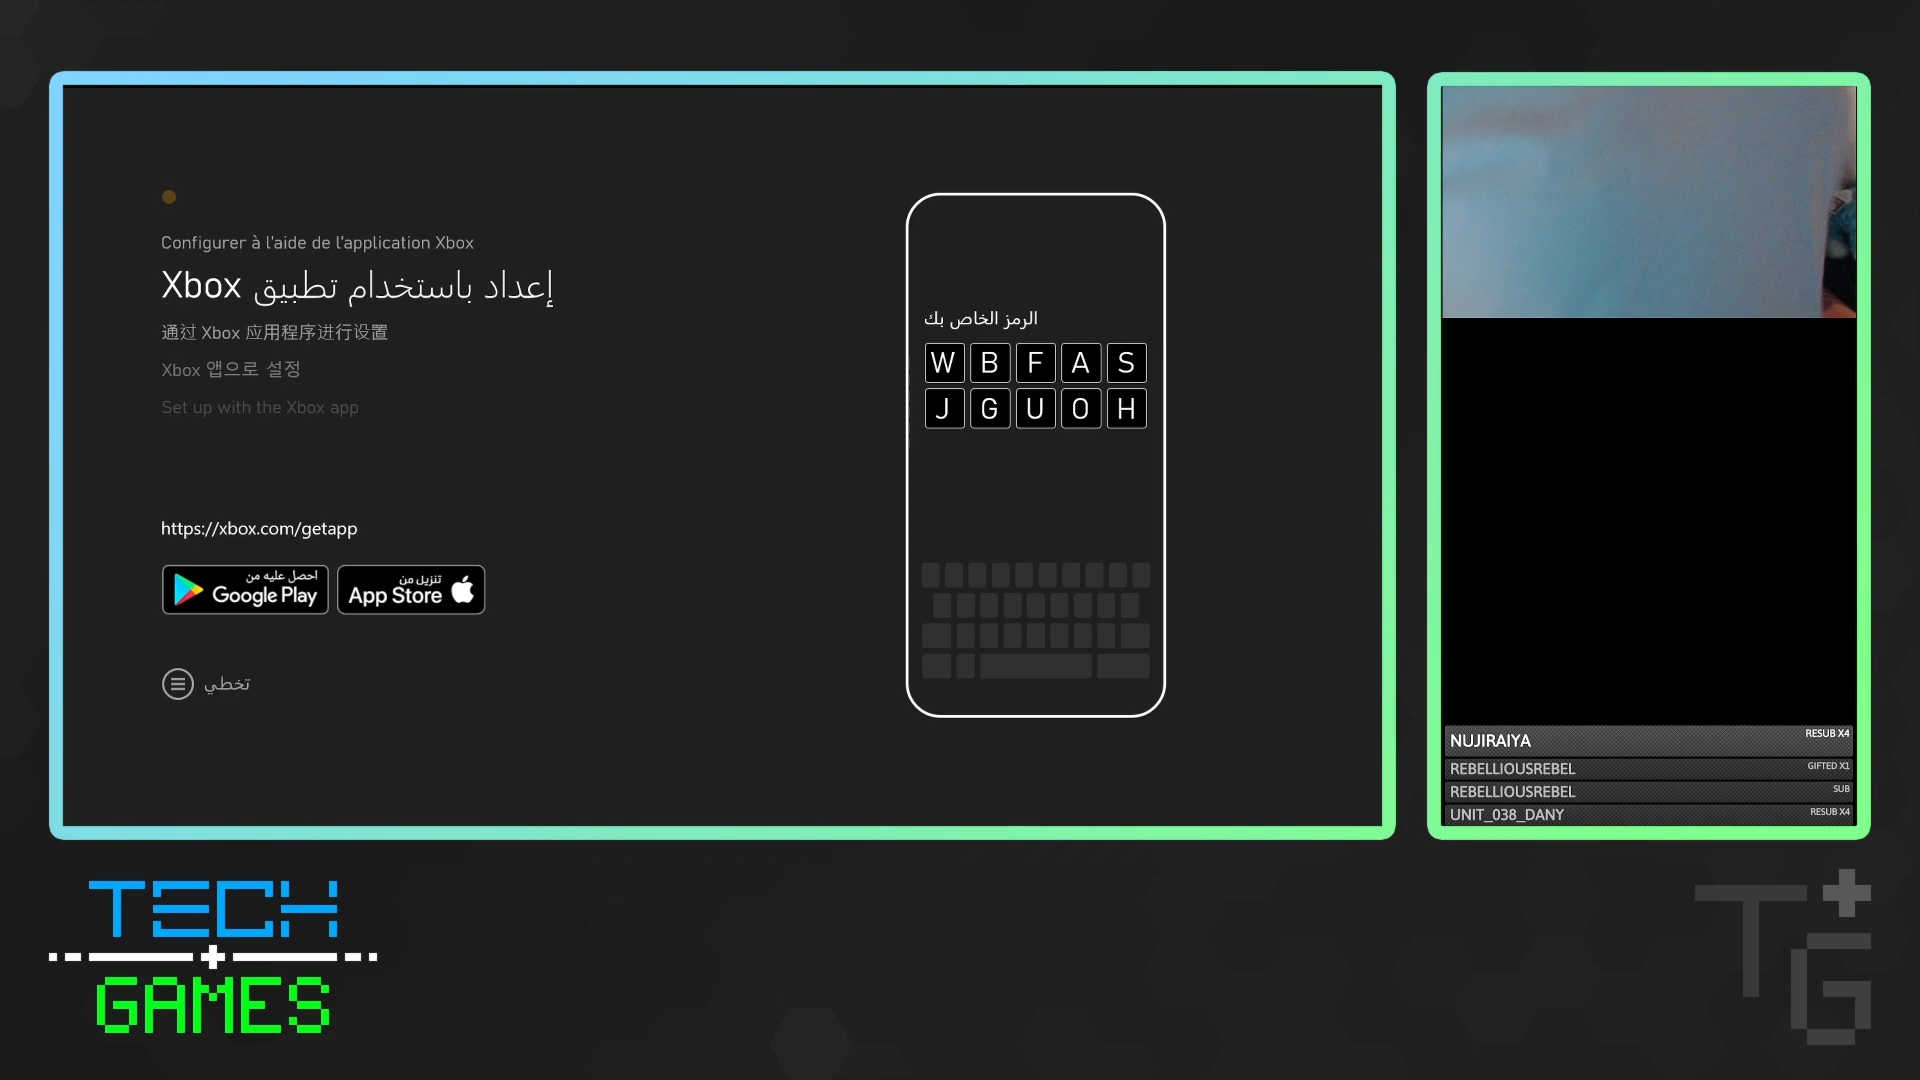 Configurer à l'aide de l'application Xbox
إعداد باستخدام تطبيق Xbox
通过 Xbox 应用程序进行设置
Xbox 앱으로 설정
Set up with the Xbox app
https://xbox.com/getapp
احصل عليه من
Google Play
تنزيل من
App Store
تخطي
الرمز الخاص بك
W B F A S
J G U O H
NUJIRAIYA RESUB X4
REBELLIOUSREBEL GIFTED X1
REBELLIOUSREBEL SUB
UNIT_038_DANY RESUB X4
TECH
GAMES
T
G